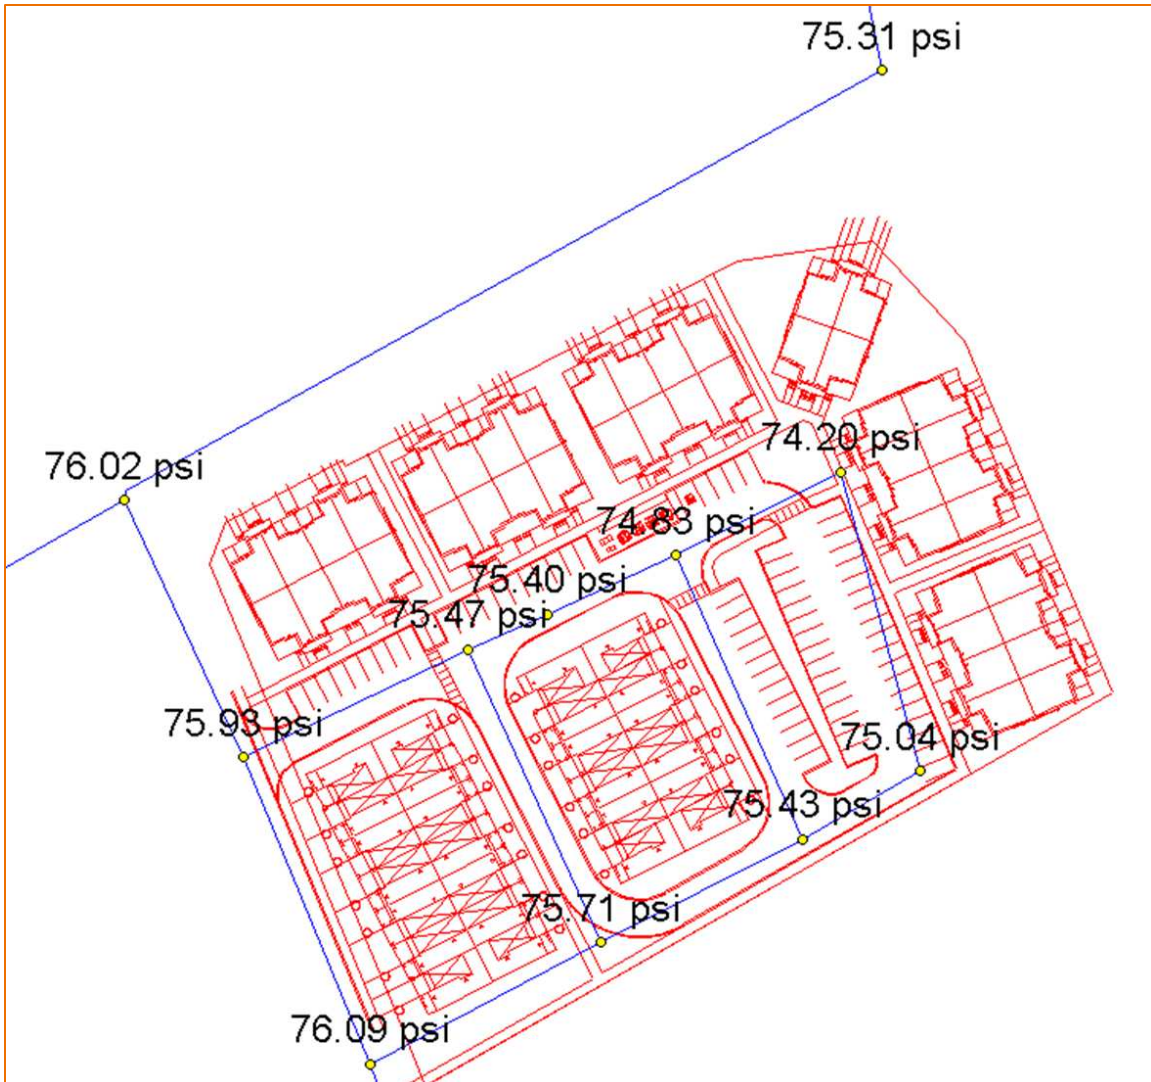 75.31 psi
74.20 psi
76.02 psi
74.83 psi
75.40 psi
75.47 psi
75.93 psi
75.04 psi
75.43 psi
75.71 psi
76.09 psi